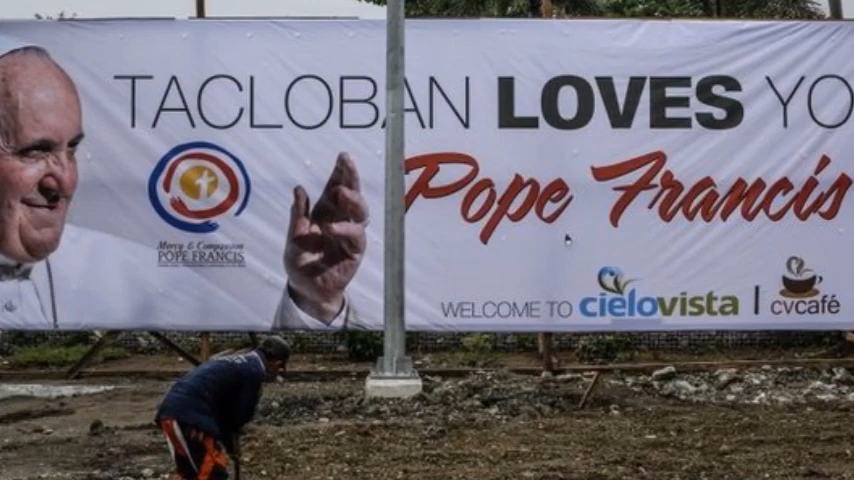 TACLOBAN LOVES YO
Pope Francis
Mercy & Compassion
POPE FRANCIS
WELCOME TO cielovista | cvcafé